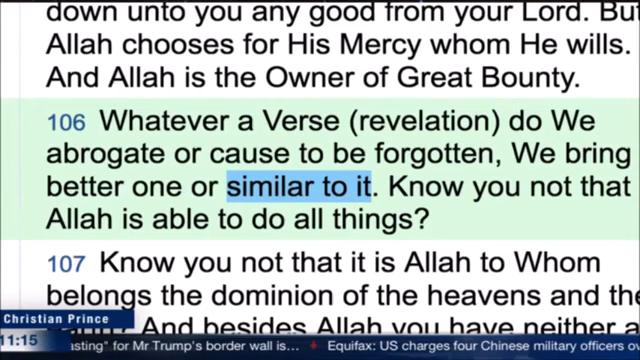 down unto you any good from your Lord. But
Allah chooses for His Mercy whom He wills.
And Allah is the Owner of Great Bounty.
106 Whatever a Verse (revelation) do We
abrogate or cause to be forgotten, We bring
better one or similar to it. Know you not that
Allah is able to do all things?
107 Know you not that it is Allah to Whom
belongs the dominion of the heavens and the
And besides Allah you have neither a
Christian Prince
11:15 asting" for Mr Trump's border wall is... Equifax: US charges four Chinese military officers ov